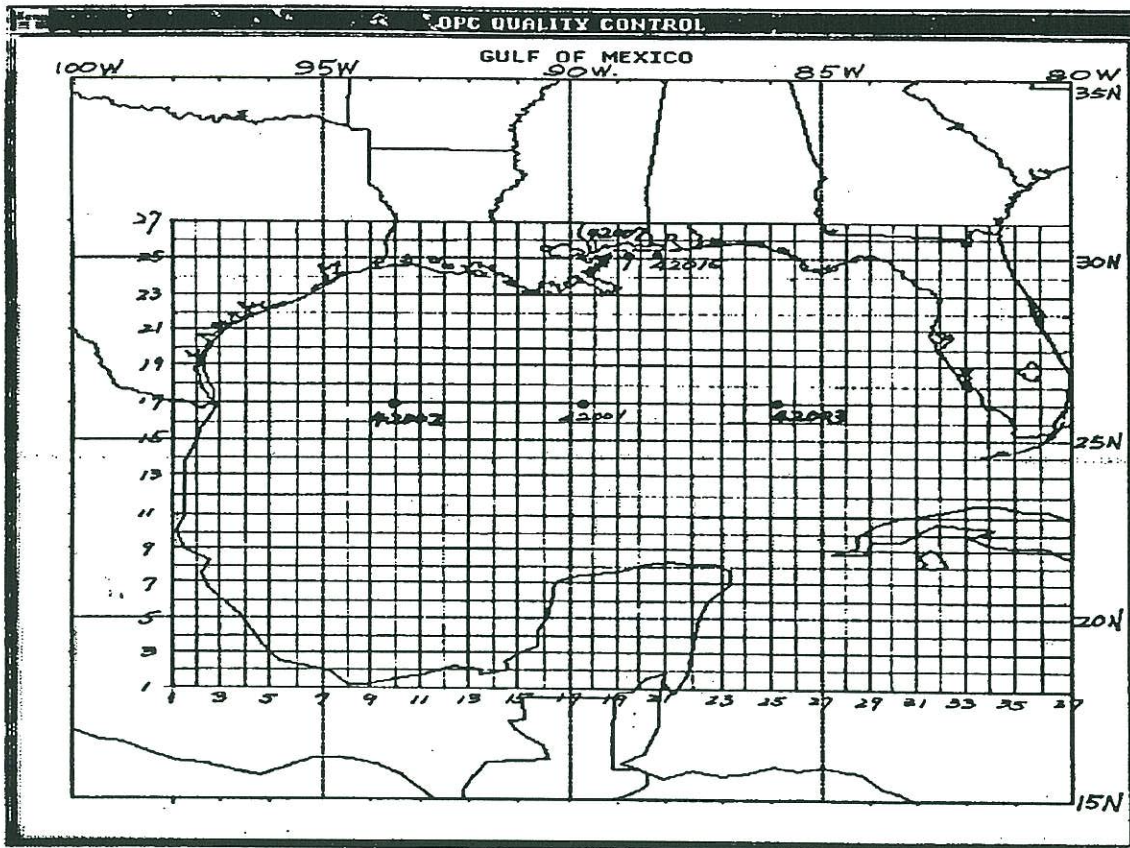 OPC QUALITY CONTROL
GULF OF MEXICO
100W 95W 90W. 85W 80W
35N
27
42007
25 42016 30N
23
21
19
17
42002 42001 42003
15 25N
13
11
9
7
5 20N
3
1
1 3 5 7 9 11 13 15 17 19 21 23 25 27 29 31 33 35 37
15N